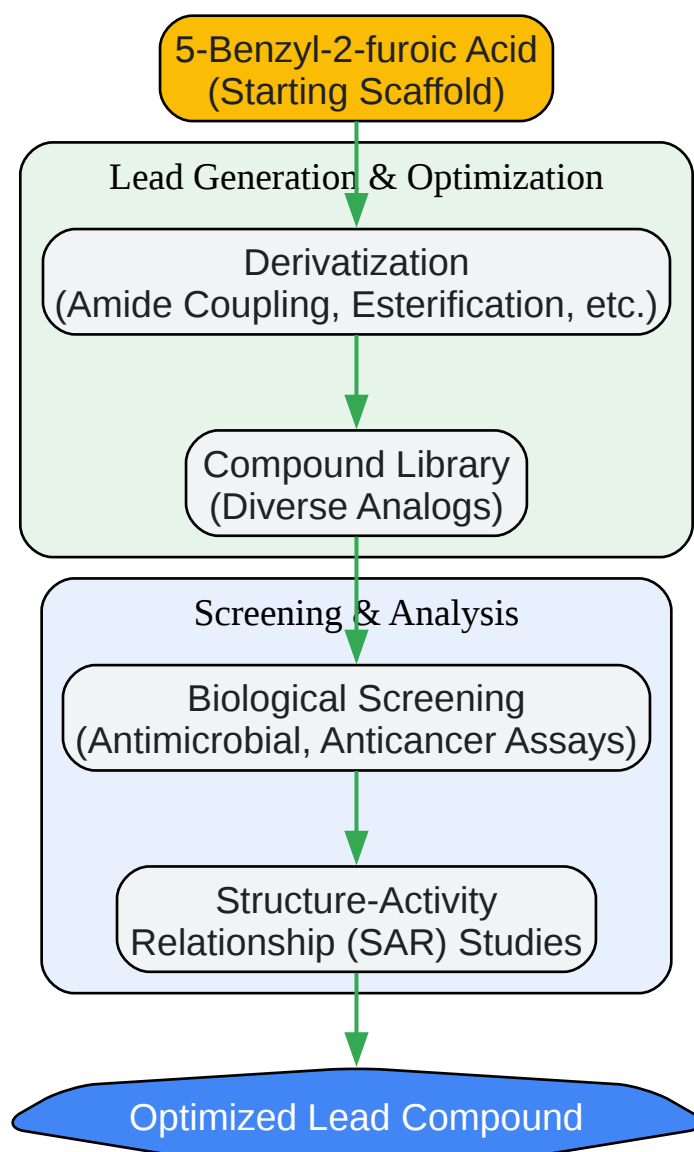 5-Benzyl-2-furoic Acid
(Starting Scaffold)
Lead Generation & Optimization
Derivatization
(Amide Coupling, Esterification, etc.)
Compound Library
(Diverse Analogs)
Screening & Analysis
Biological Screening
(Antimicrobial, Anticancer Assays)
Structure-Activity
Relationship (SAR) Studies
Optimized Lead Compound